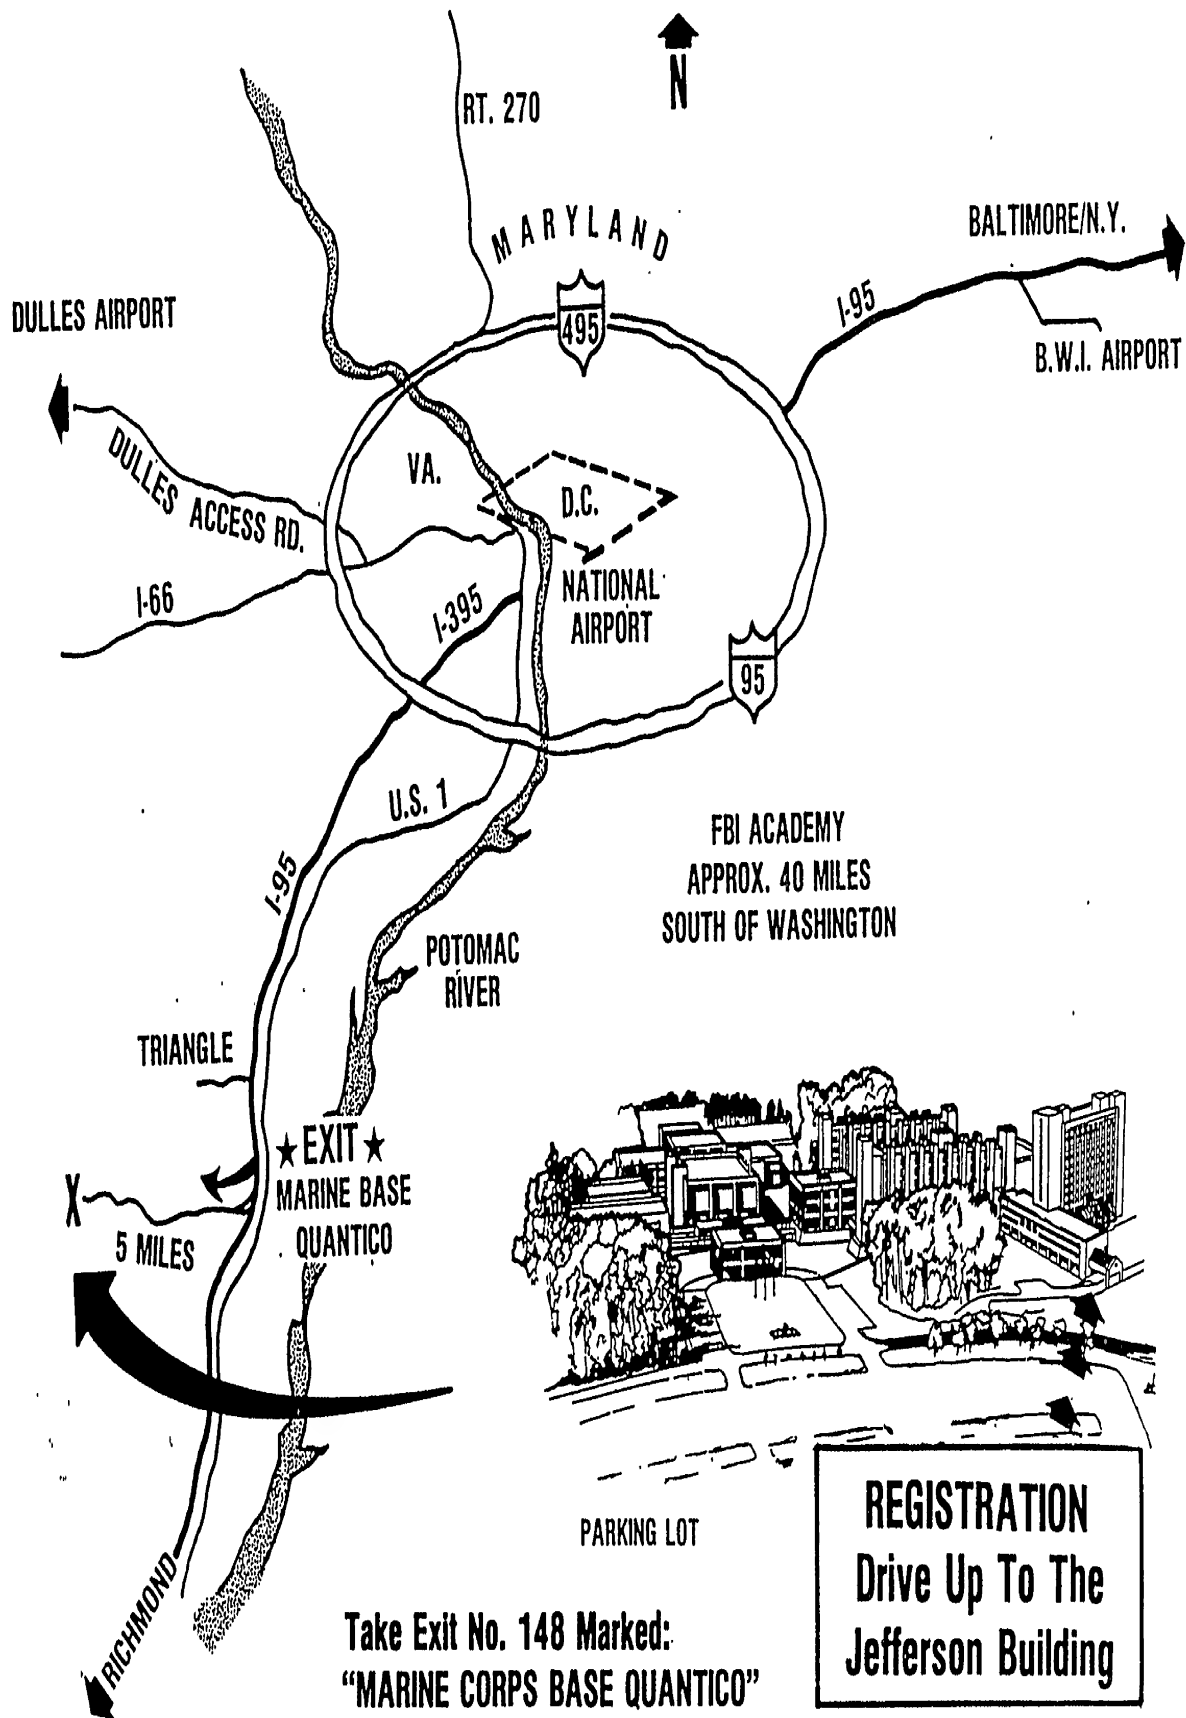 N
RT. 270
MARYLAND
BALTIMORE/N.Y.
I-95
B.W.I. AIRPORT
DULLES AIRPORT
495
DULLES ACCESS RD.
VA.
D.C.
I-66
I-395
NATIONAL
AIRPORT
95
U.S. 1
I-95
FBI ACADEMY
APPROX. 40 MILES
SOUTH OF WASHINGTON
POTOMAC
RIVER
TRIANGLE
★ EXIT ★
MARINE BASE
QUANTICO
X
5 MILES
RICHMOND
PARKING LOT
REGISTRATION
Drive Up To The
Jefferson Building
Take Exit No. 148 Marked:
“MARINE CORPS BASE QUANTICO”